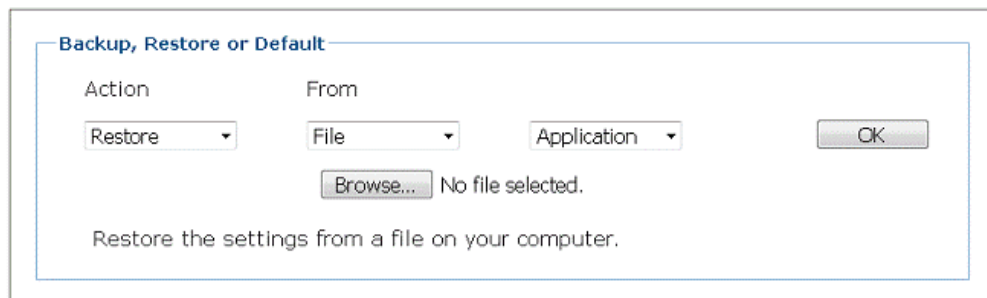 Backup, Restore or Default
Action From
Restore File Application OK
Browse... No file selected.
Restore the settings from a file on your computer.